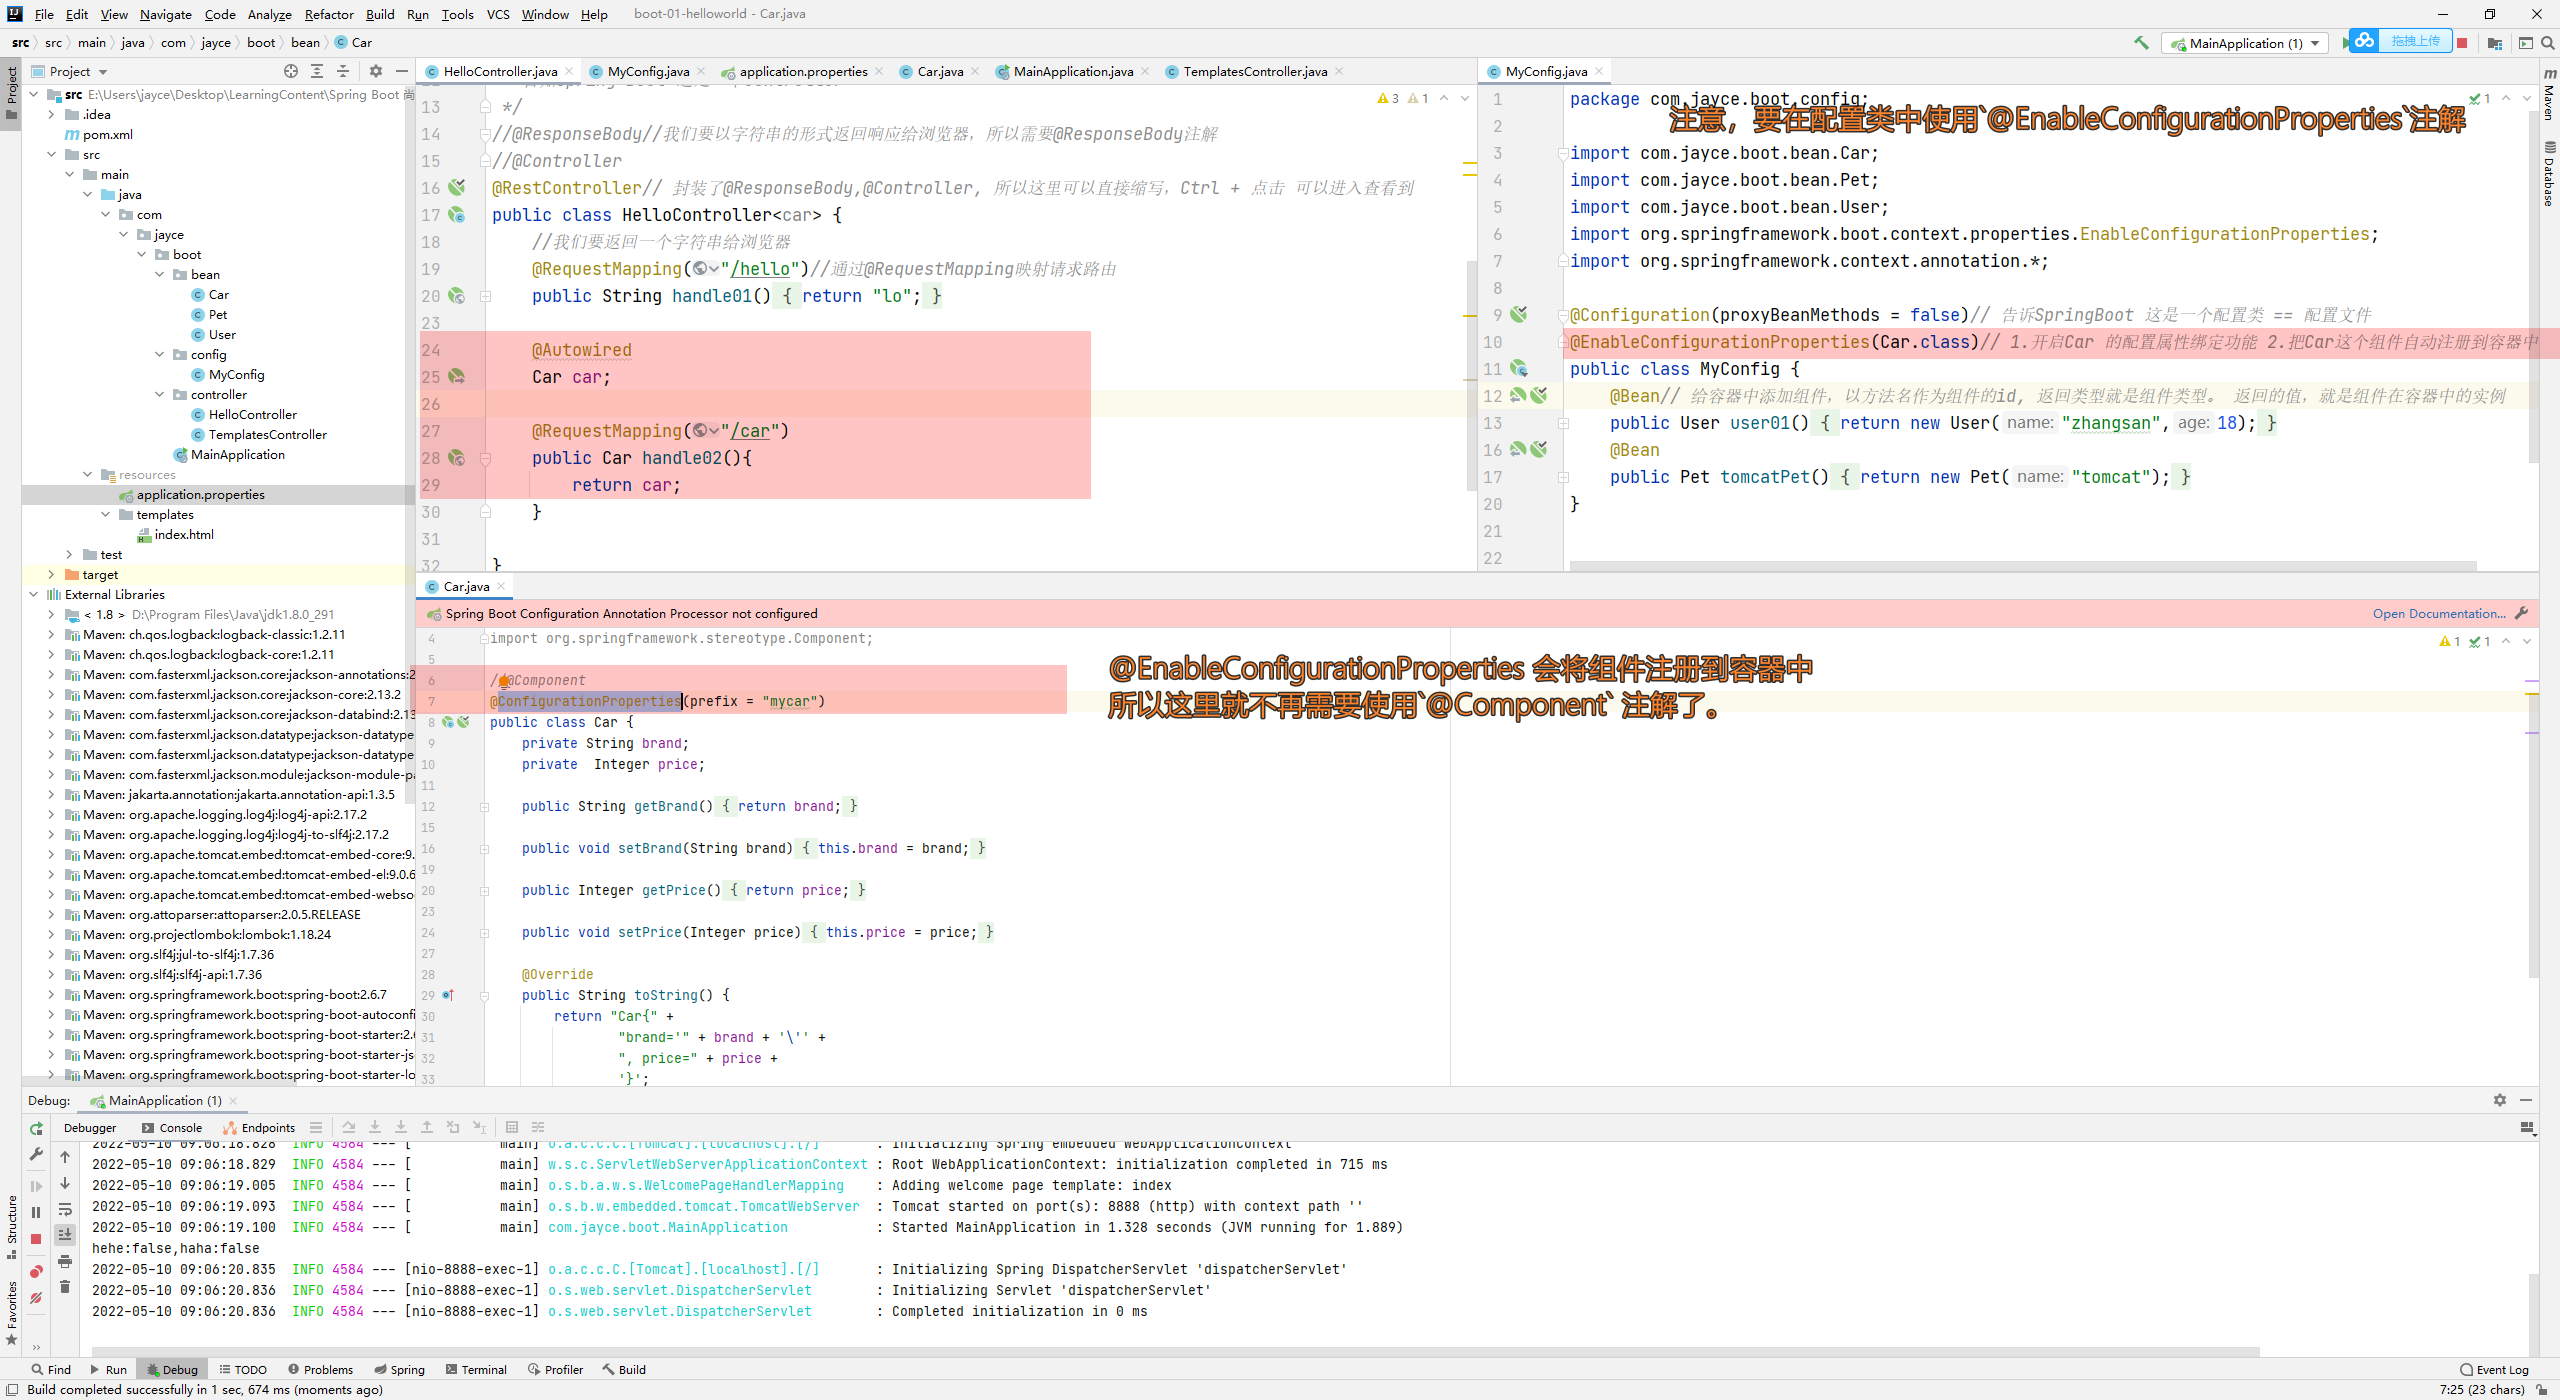 File Edit View Navigate Code Analyze Refactor Build Run Tools VCS Window Help boot-01-helloworld - Car.java
src src main java com jayce boot bean Car
MainApplication (1) 拖拽上传
Project
HelloController.java MyConfig.java application.properties Car.java MainApplication.java TemplatesController.java
MyConfig.java
Project
Maven
Database
Structure
Favorites
src E:\Users\jayce\Desktop\LearningContent\Spring Boot 尚
.idea
pom.xml
src
main
java
com
jayce
boot
bean
Car
Pet
User
config
MyConfig
controller
HelloController
TemplatesController
MainApplication
resources
application.properties
templates
index.html
test
target
External Libraries
< 1.8 > D:\Program Files\Java\jdk1.8.0_291
Maven: ch.qos.logback:logback-classic:1.2.11
Maven: ch.qos.logback:logback-core:1.2.11
Maven: com.fasterxml.jackson.core:jackson-annotations:2
Maven: com.fasterxml.jackson.core:jackson-core:2.13.2
Maven: com.fasterxml.jackson.core:jackson-databind:2.13
Maven: com.fasterxml.jackson.datatype:jackson-datatype
Maven: com.fasterxml.jackson.datatype:jackson-datatype
Maven: com.fasterxml.jackson.module:jackson-module-pa
Maven: jakarta.annotation:jakarta.annotation-api:1.3.5
Maven: org.apache.logging.log4j:log4j-api:2.17.2
Maven: org.apache.logging.log4j:log4j-to-slf4j:2.17.2
Maven: org.apache.tomcat.embed:tomcat-embed-core:9.
Maven: org.apache.tomcat.embed:tomcat-embed-el:9.0.6
Maven: org.apache.tomcat.embed:tomcat-embed-webso
Maven: org.attoparser:attoparser:2.0.5.RELEASE
Maven: org.projectlombok:lombok:1.18.24
Maven: org.slf4j:jul-to-slf4j:1.7.36
Maven: org.slf4j:slf4j-api:1.7.36
Maven: org.springframework.boot:spring-boot:2.6.7
Maven: org.springframework.boot:spring-boot-autoconfi
Maven: org.springframework.boot:spring-boot-starter:2.6
Maven: org.springframework.boot:spring-boot-starter-js
Maven: org.springframework.boot:spring-boot-starter-lo
3 1
13 */
14 //@ResponseBody//我们要以字符串的形式返回响应给浏览器，所以需要@ResponseBody注解
15 //@Controller
16 @RestController// 封装了@ResponseBody,@Controller, 所以这里可以直接缩写，Ctrl + 点击 可以进入查看到
17 public class HelloController<car> {
18 //我们要返回一个字符串给浏览器
19 @RequestMapping("/hello")//通过@RequestMapping映射请求路由
20 public String handle01() { return "lo"; }
23
24 @Autowired
25 Car car;
26
27 @RequestMapping("/car")
28 public Car handle02(){
29 return car;
30 }
31
32 }
1 package com.jayce.boot.config;
1
注意，要在配置类中使用`@EnableConfigurationProperties`注解
2
3 import com.jayce.boot.bean.Car;
4 import com.jayce.boot.bean.Pet;
5 import com.jayce.boot.bean.User;
6 import org.springframework.boot.context.properties.EnableConfigurationProperties;
7 import org.springframework.context.annotation.*;
8
9 @Configuration(proxyBeanMethods = false)// 告诉SpringBoot 这是一个配置类 == 配置文件
10 @EnableConfigurationProperties(Car.class)// 1.开启Car 的配置属性绑定功能 2.把Car这个组件自动注册到容器中
11 public class MyConfig {
12 @Bean// 给容器中添加组件，以方法名作为组件的id, 返回类型就是组件类型。 返回的值，就是组件在容器中的实例
13 public User user01() { return new User( name: "zhangsan", age: 18); }
16 @Bean
17 public Pet tomcatPet() { return new Pet( name: "tomcat"); }
20 }
21
22
Car.java
Spring Boot Configuration Annotation Processor not configured Open Documentation...
1 1
4 import org.springframework.stereotype.Component;
5
6 /@Component
7 @ConfigurationProperties(prefix = "mycar")
@EnableConfigurationProperties 会将组件注册到容器中
所以这里就不再需要使用`@Component` 注解了。
8 public class Car {
9 private String brand;
10 private Integer price;
11
12 public String getBrand() { return brand; }
15
16 public void setBrand(String brand) { this.brand = brand; }
19
20 public Integer getPrice() { return price; }
23
24 public void setPrice(Integer price) { this.price = price; }
27
28 @Override
29 public String toString() {
30 return "Car{" +
31 "brand='" + brand + '\'' +
32 ", price=" + price +
33 '}';
Debug: MainApplication (1)
Debugger Console Endpoints
2022-05-10 09:06:18.828 INFO 4584 --- [ main] o.a.c.c.C.[Tomcat].[localhost].[/] : Initializing Spring embedded WebApplicationContext
2022-05-10 09:06:18.829 INFO 4584 --- [ main] w.s.c.ServletWebServerApplicationContext : Root WebApplicationContext: initialization completed in 715 ms
2022-05-10 09:06:19.005 INFO 4584 --- [ main] o.s.b.a.w.s.WelcomePageHandlerMapping : Adding welcome page template: index
2022-05-10 09:06:19.093 INFO 4584 --- [ main] o.s.b.w.embedded.tomcat.TomcatWebServer : Tomcat started on port(s): 8888 (http) with context path ''
2022-05-10 09:06:19.100 INFO 4584 --- [ main] com.jayce.boot.MainApplication : Started MainApplication in 1.328 seconds (JVM running for 1.889)
hehe:false,haha:false
2022-05-10 09:06:20.835 INFO 4584 --- [nio-8888-exec-1] o.a.c.c.C.[Tomcat].[localhost].[/] : Initializing Spring DispatcherServlet 'dispatcherServlet'
2022-05-10 09:06:20.836 INFO 4584 --- [nio-8888-exec-1] o.s.web.servlet.DispatcherServlet : Initializing Servlet 'dispatcherServlet'
2022-05-10 09:06:20.836 INFO 4584 --- [nio-8888-exec-1] o.s.web.servlet.DispatcherServlet : Completed initialization in 0 ms
Find Run Debug TODO Problems Spring Terminal Profiler Build Event Log
Build completed successfully in 1 sec, 674 ms (moments ago) 7:25 (23 chars)